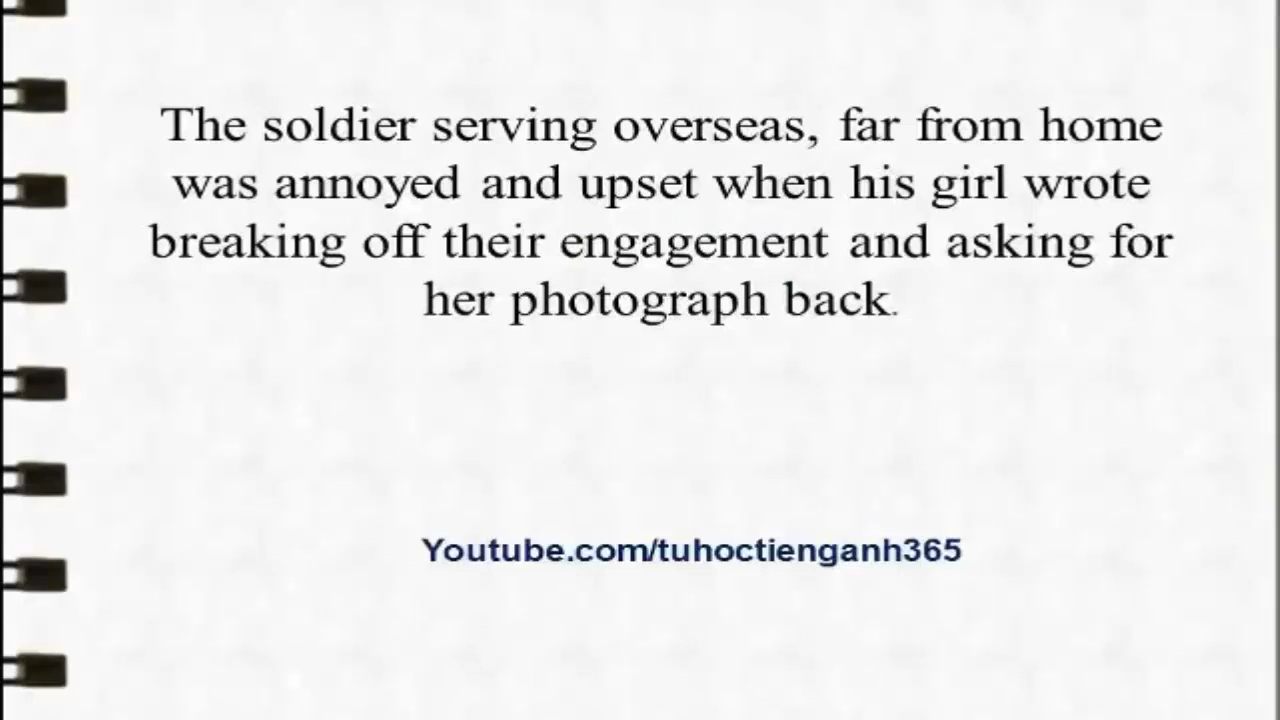 The soldier serving overseas, far from home
was annoyed and upset when his girl wrote
breaking off their engagement and asking for
her photograph back.
Youtube.com/tuhoctienganh365